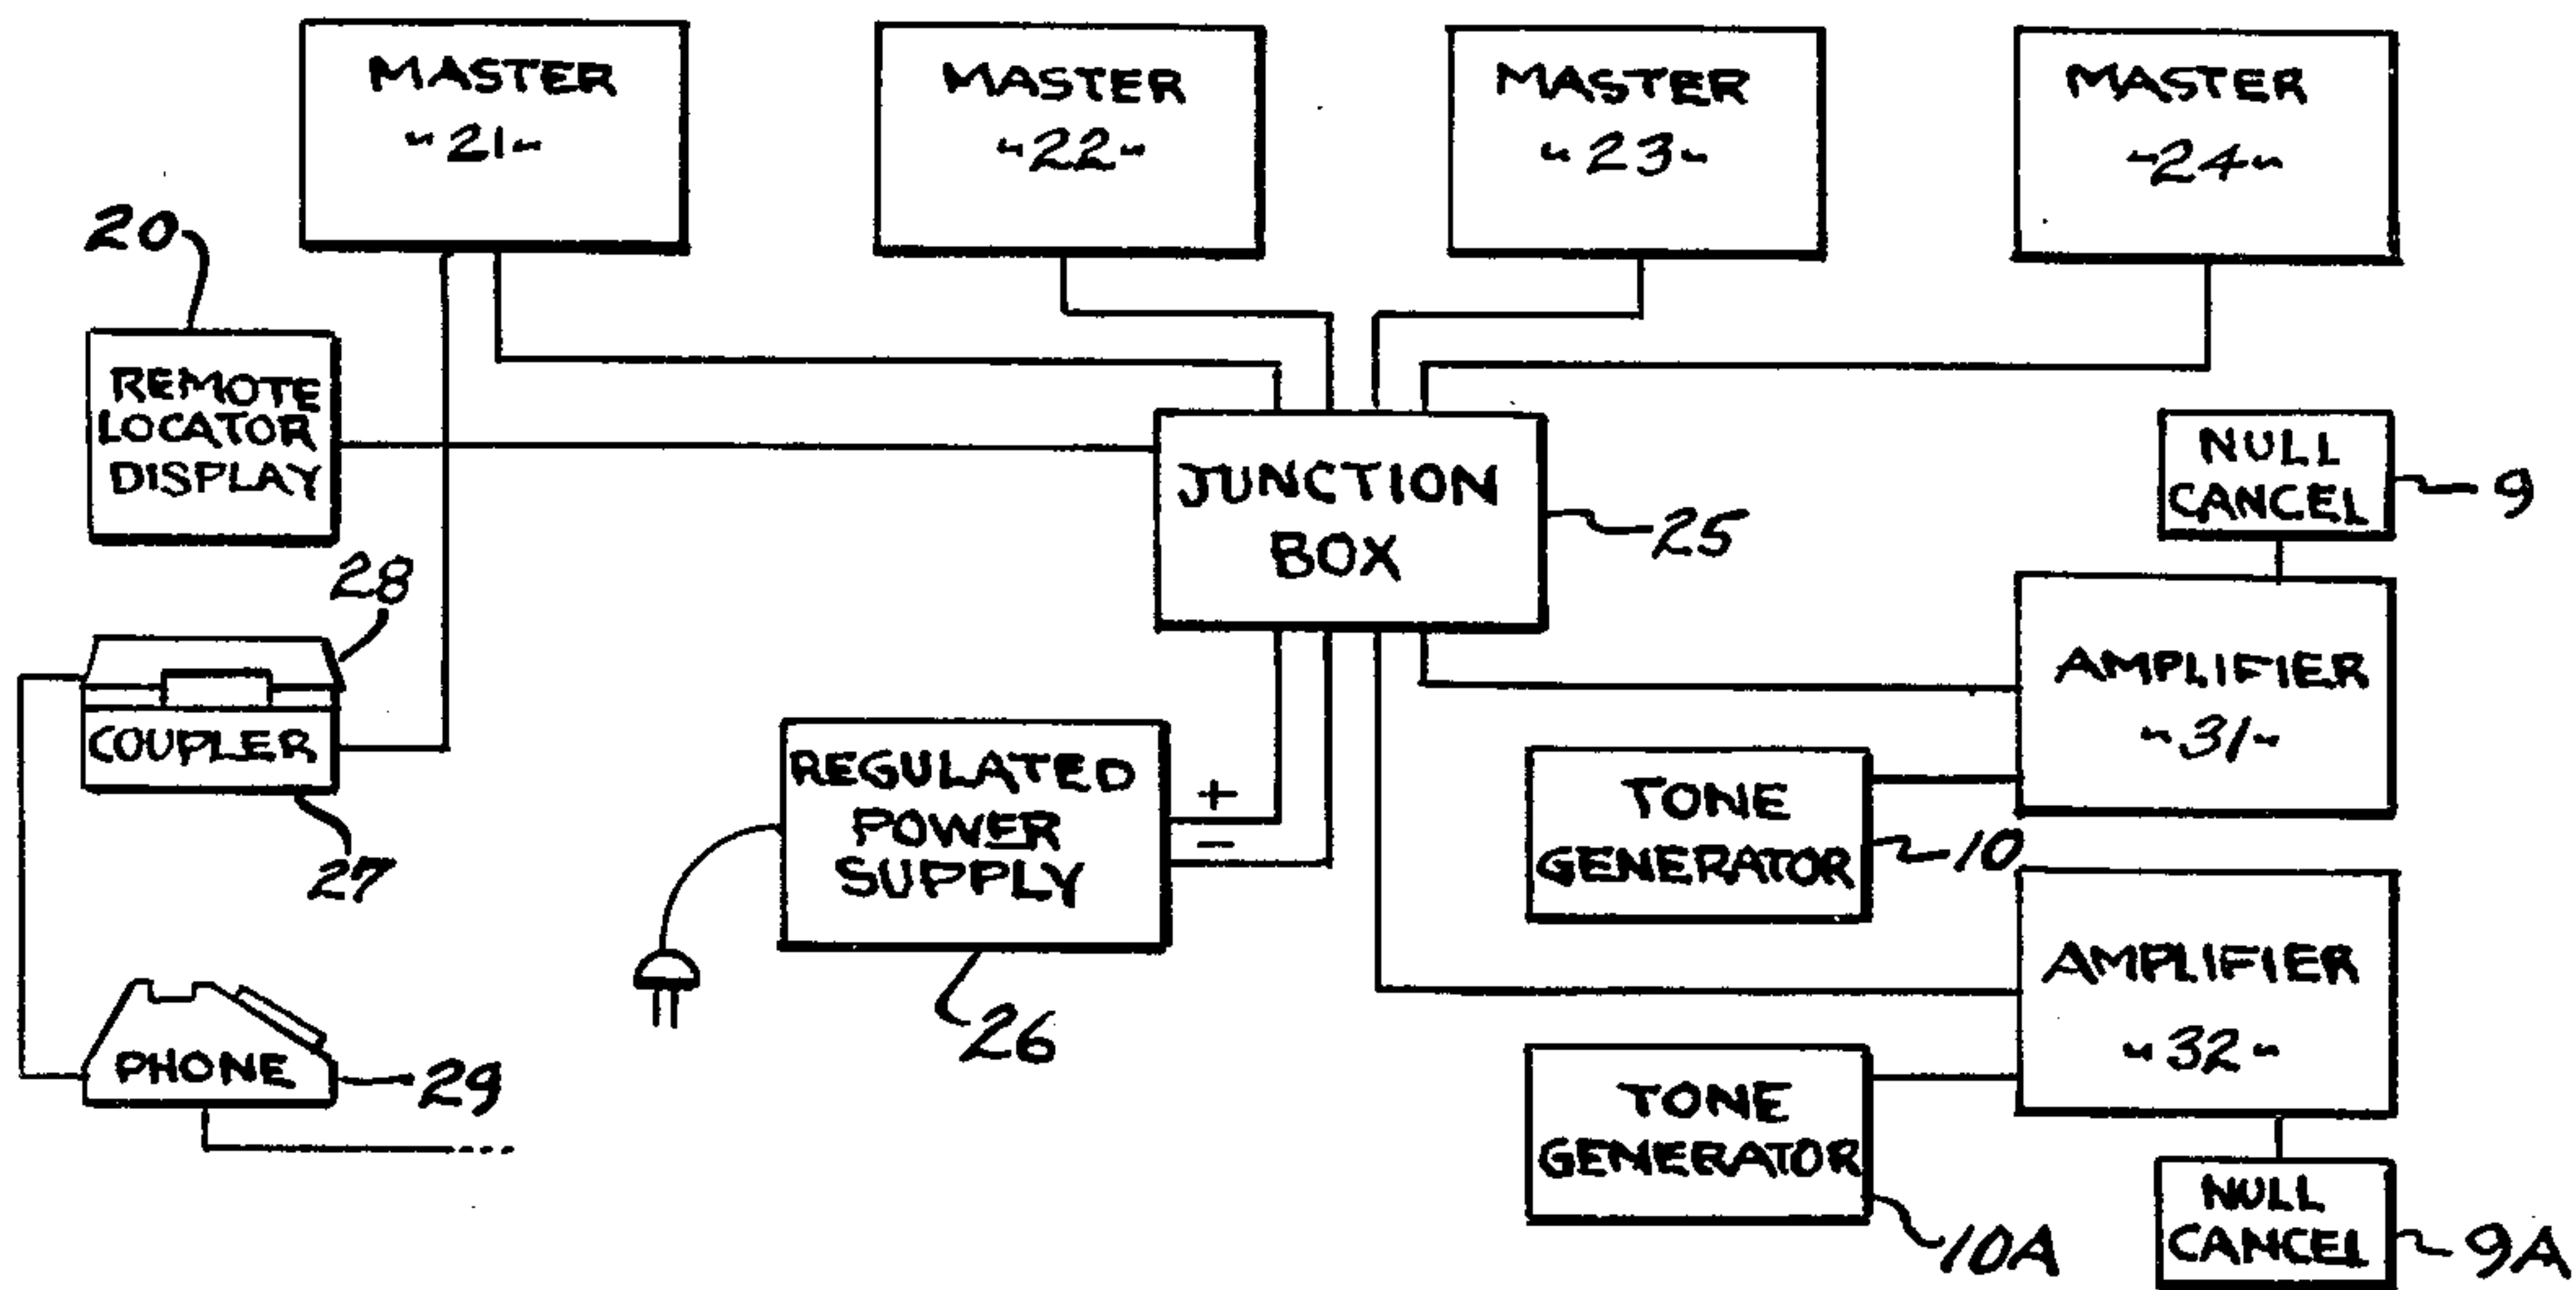 MASTER
-21-
MASTER
-22-
MASTER
-23-
MASTER
-24-
20
REMOTE
LOCATOR
DISPLAY
JUNCTION
BOX
25
NULL
CANCEL
9
28
COUPLER
27
REGULATED
POWER
SUPPLY
+
-
26
AMPLIFIER
-31-
TONE
GENERATOR
10
AMPLIFIER
-32-
PHONE
29
TONE
GENERATOR
10A
NULL
CANCEL
9A